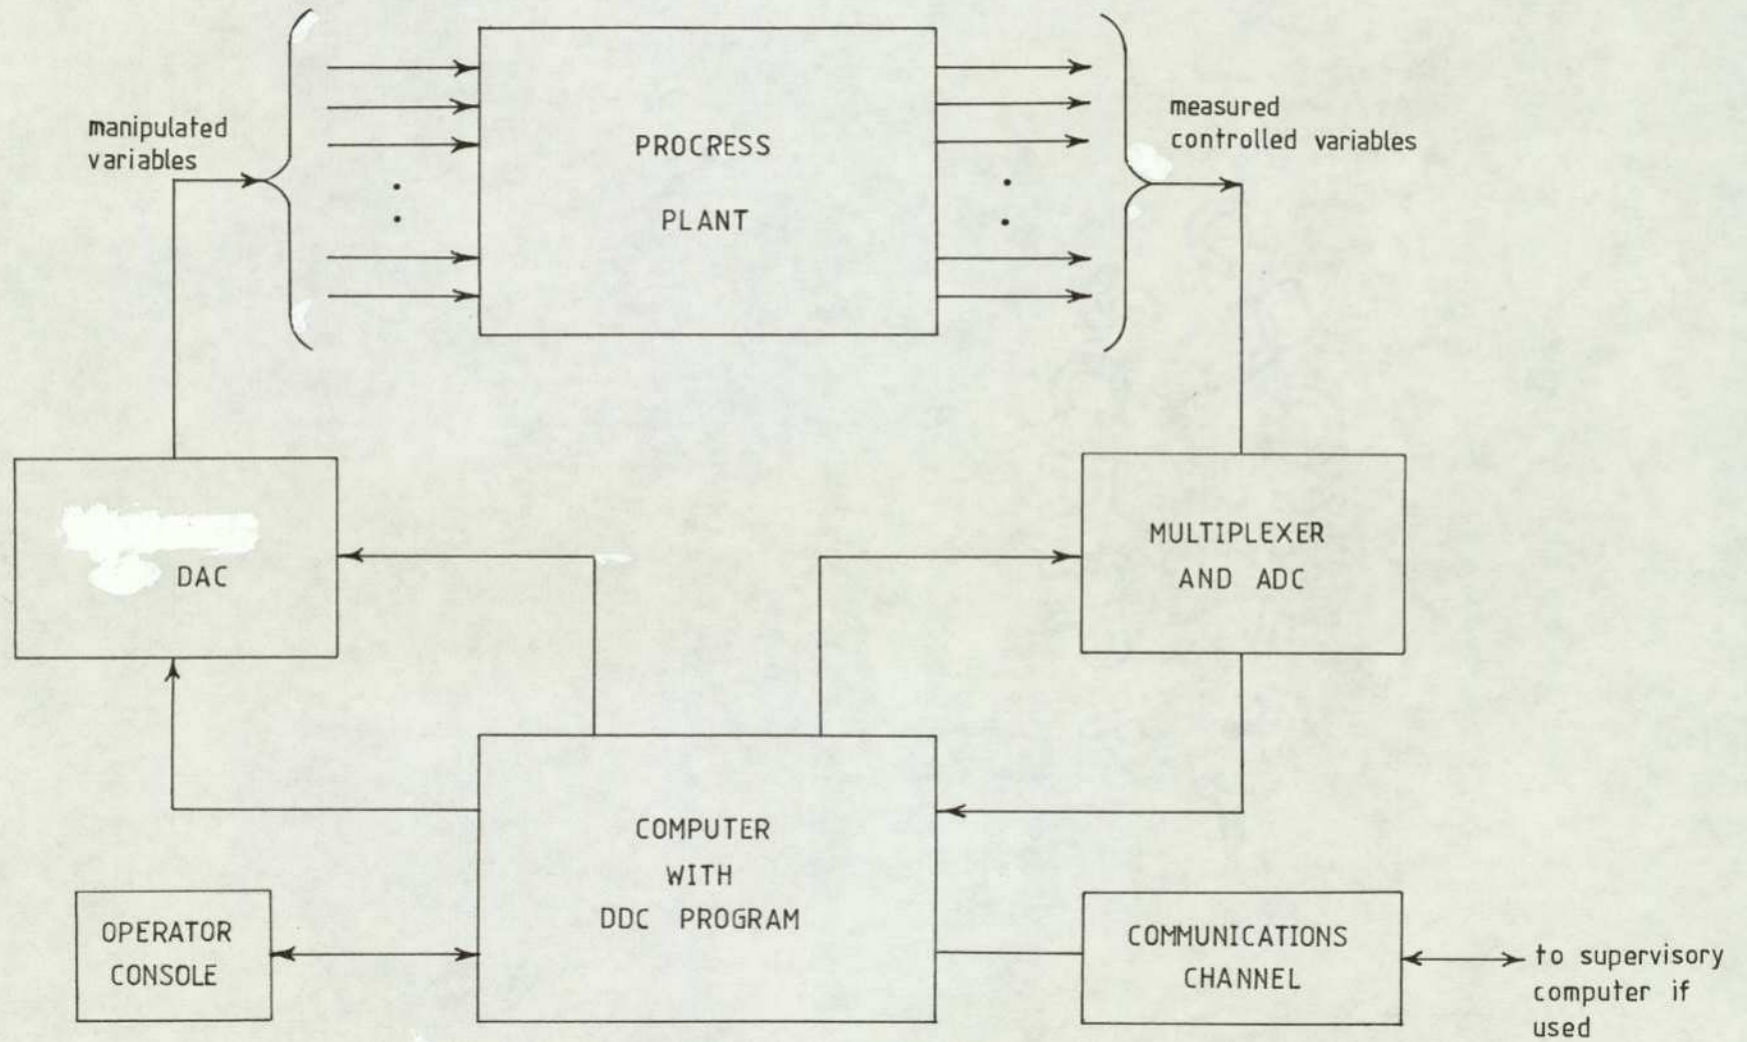 manipulated
variables
PROCRESS
PLANT
measured
controlled variables
DAC
MULTIPLEXER
AND ADC
COMPUTER
WITH
DDC PROGRAM
OPERATOR
CONSOLE
COMMUNICATIONS
CHANNEL
to supervisory
computer if
used